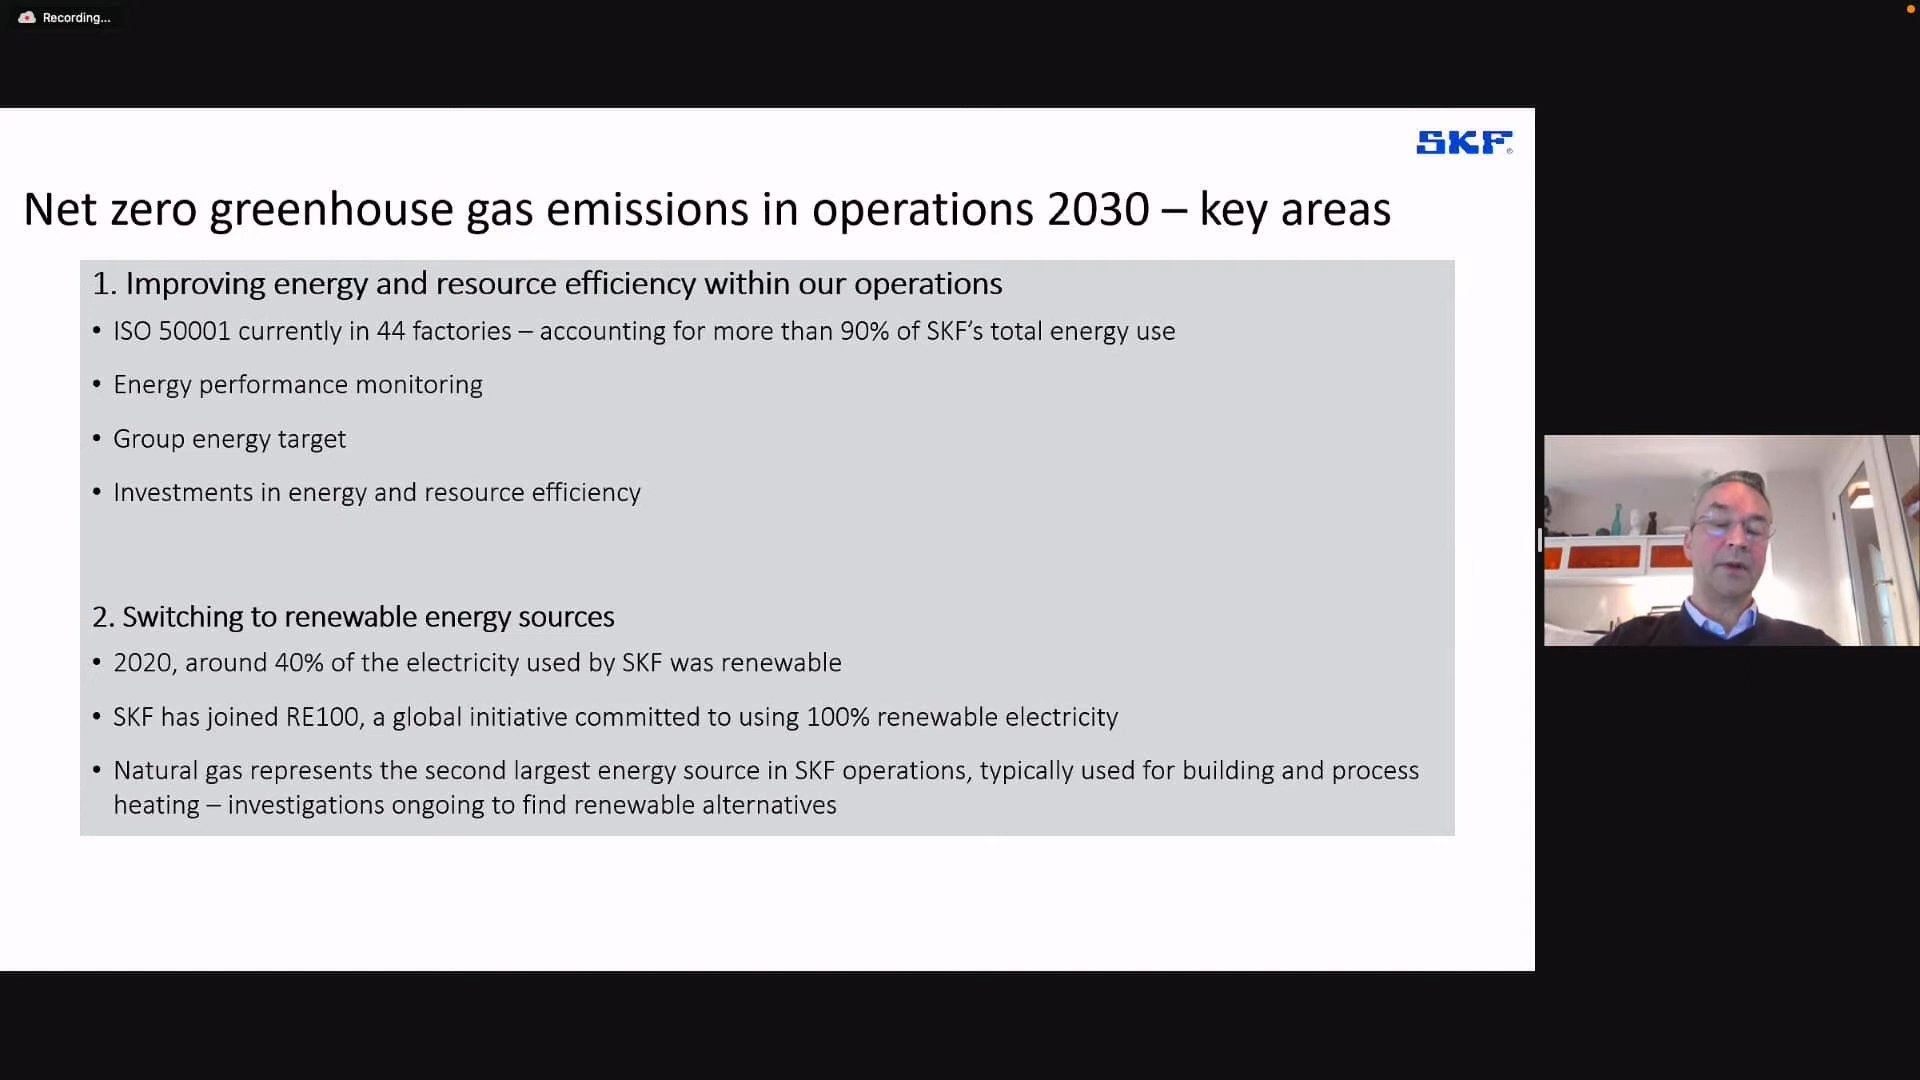 Recording...
SKF
Net zero greenhouse gas emissions in operations 2030 – key areas
1. Improving energy and resource efficiency within our operations
• ISO 50001 currently in 44 factories – accounting for more than 90% of SKF’s total energy use
• Energy performance monitoring
• Group energy target
• Investments in energy and resource efficiency
2. Switching to renewable energy sources
• 2020, around 40% of the electricity used by SKF was renewable
• SKF has joined RE100, a global initiative committed to using 100% renewable electricity
• Natural gas represents the second largest energy source in SKF operations, typically used for building and process
heating – investigations ongoing to find renewable alternatives